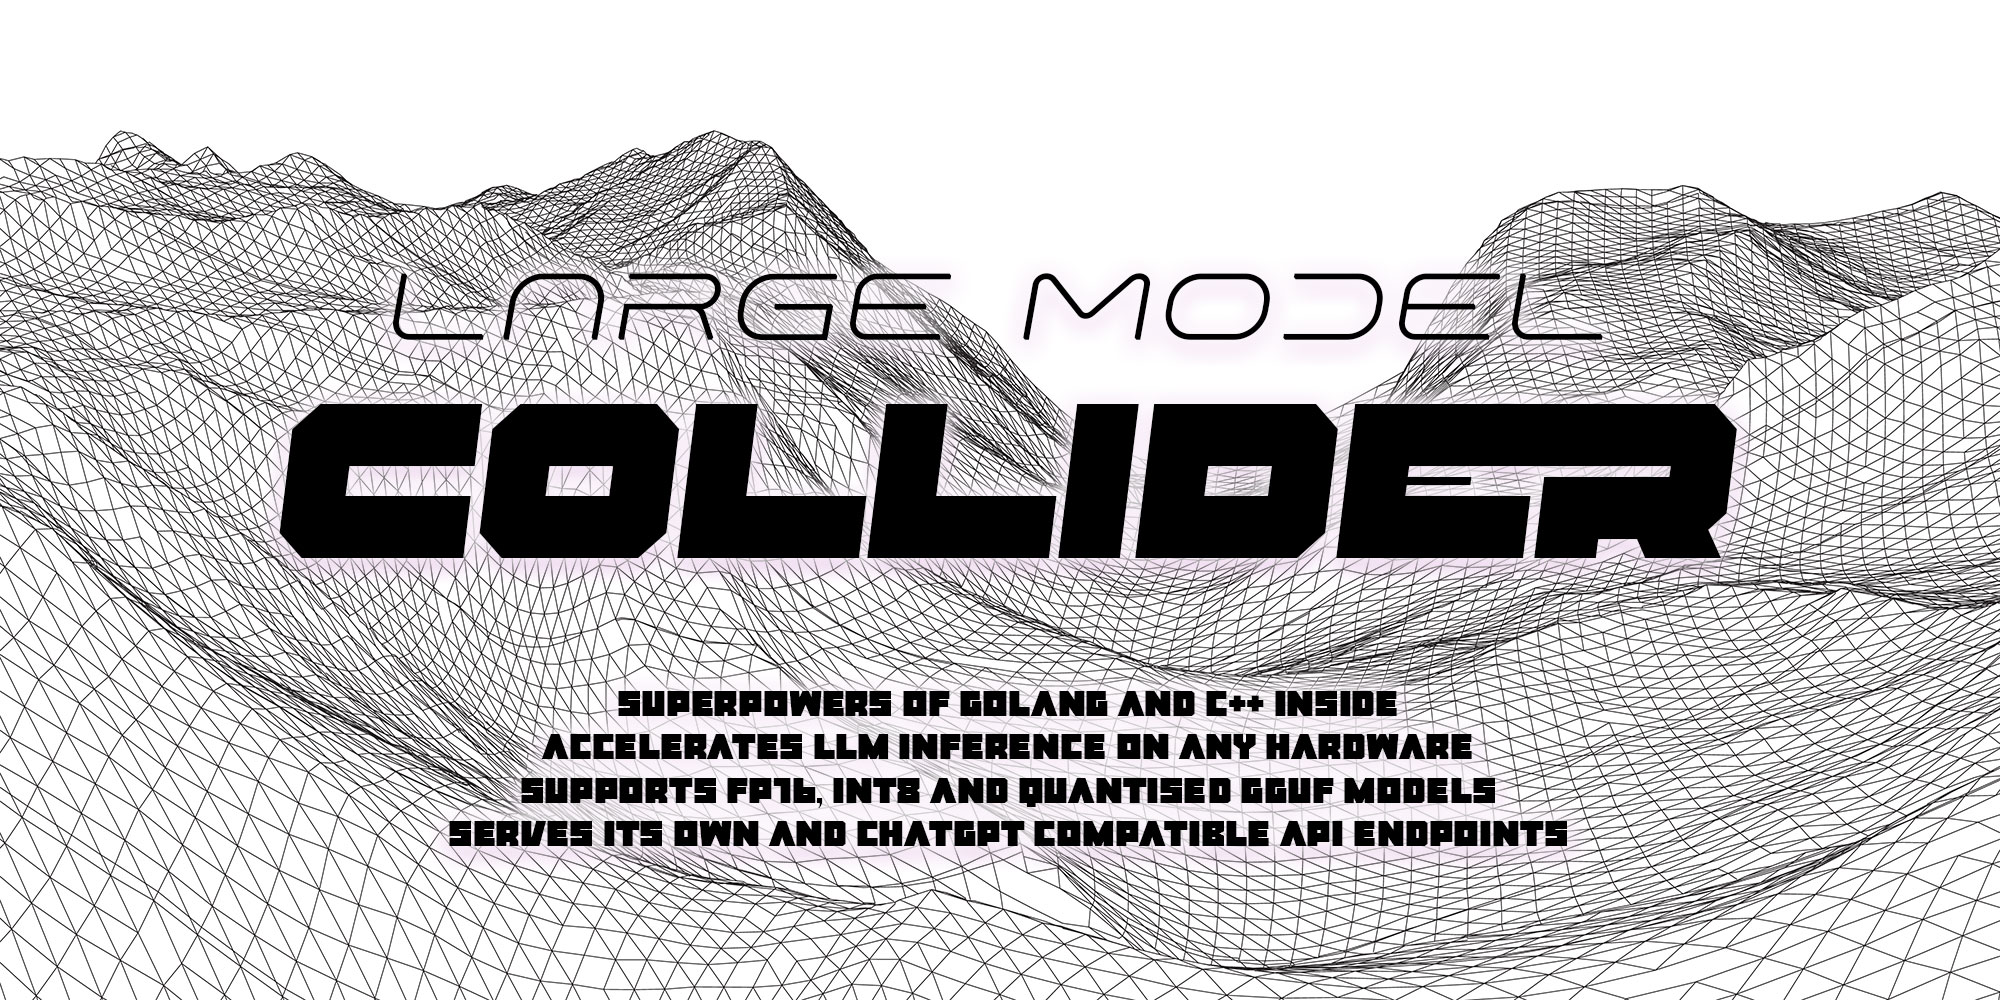 LARGE MODEL
COLLIDER
SUPERPOWERS OF GOLANG AND C++ INSIDE
ACCELERATES LLM INFERENCE ON ANY HARDWARE
SUPPORTS FP16, INT8 AND QUANTISED GGUF MODELS
SERVES ITS OWN AND CHATGPT COMPATIBLE API ENDPOINTS